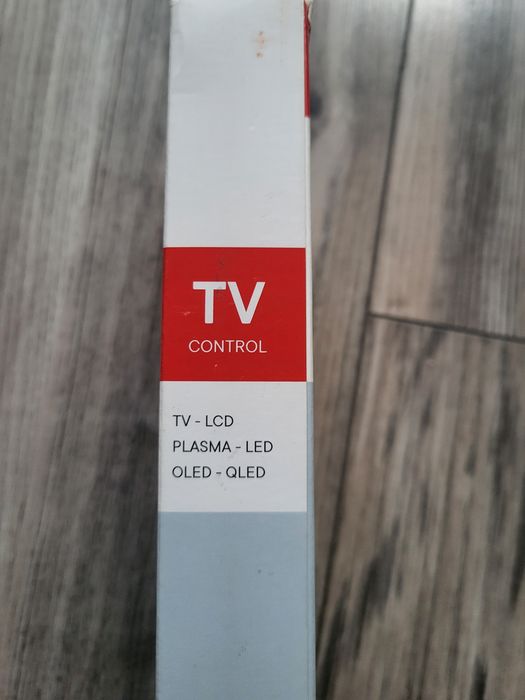 TV
CONTROL
TV - LCD
PLASMA - LED
OLED - QLED